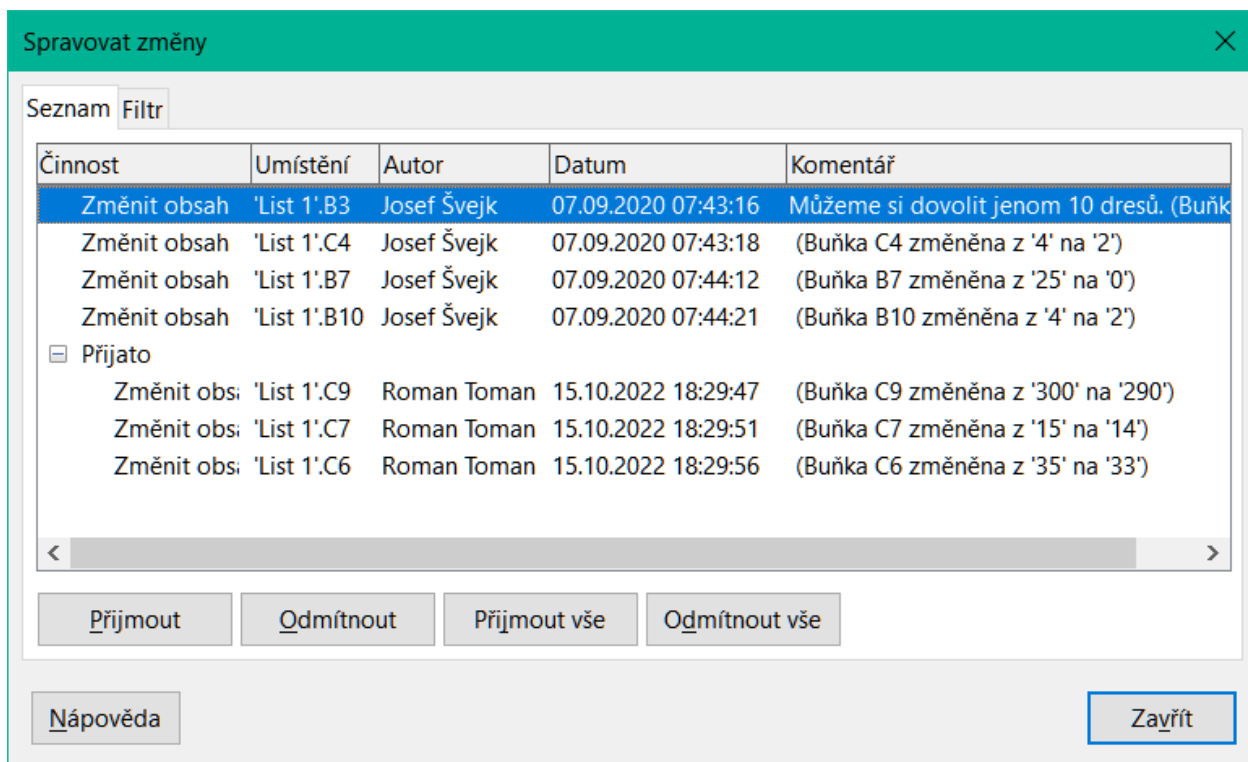 Spravovat změny
Seznam Filtr
Činnost Umístění Autor Datum Komentář
Změnit obsah 'List 1'.B3 Josef Švejk 07.09.2020 07:43:16 Můžeme si dovolit jenom 10 dresů. (Buňk
Změnit obsah 'List 1'.C4 Josef Švejk 07.09.2020 07:43:18 (Buňka C4 změněna z '4' na '2')
Změnit obsah 'List 1'.B7 Josef Švejk 07.09.2020 07:44:12 (Buňka B7 změněna z '25' na '0')
Změnit obsah 'List 1'.B10 Josef Švejk 07.09.2020 07:44:21 (Buňka B10 změněna z '4' na '2')
Přijato
Změnit obsa 'List 1'.C9 Roman Toman 15.10.2022 18:29:47 (Buňka C9 změněna z '300' na '290')
Změnit obsa 'List 1'.C7 Roman Toman 15.10.2022 18:29:51 (Buňka C7 změněna z '15' na '14')
Změnit obsa 'List 1'.C6 Roman Toman 15.10.2022 18:29:56 (Buňka C6 změněna z '35' na '33')
Přijmout Odmítnout Přijmout vše Odmítnout vše
Nápověda Zavřít